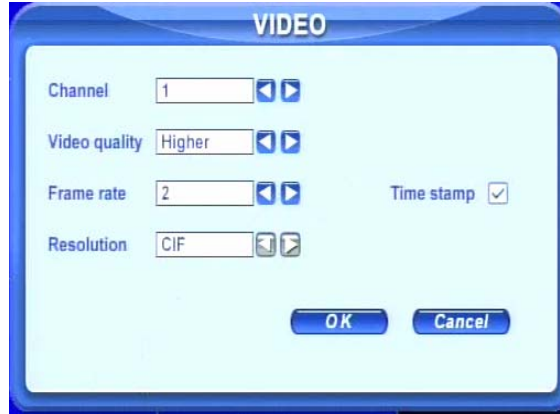 VIDEO
Channel 1
Video quality Higher
Frame rate 2 Time stamp
Resolution CIF
OK Cancel